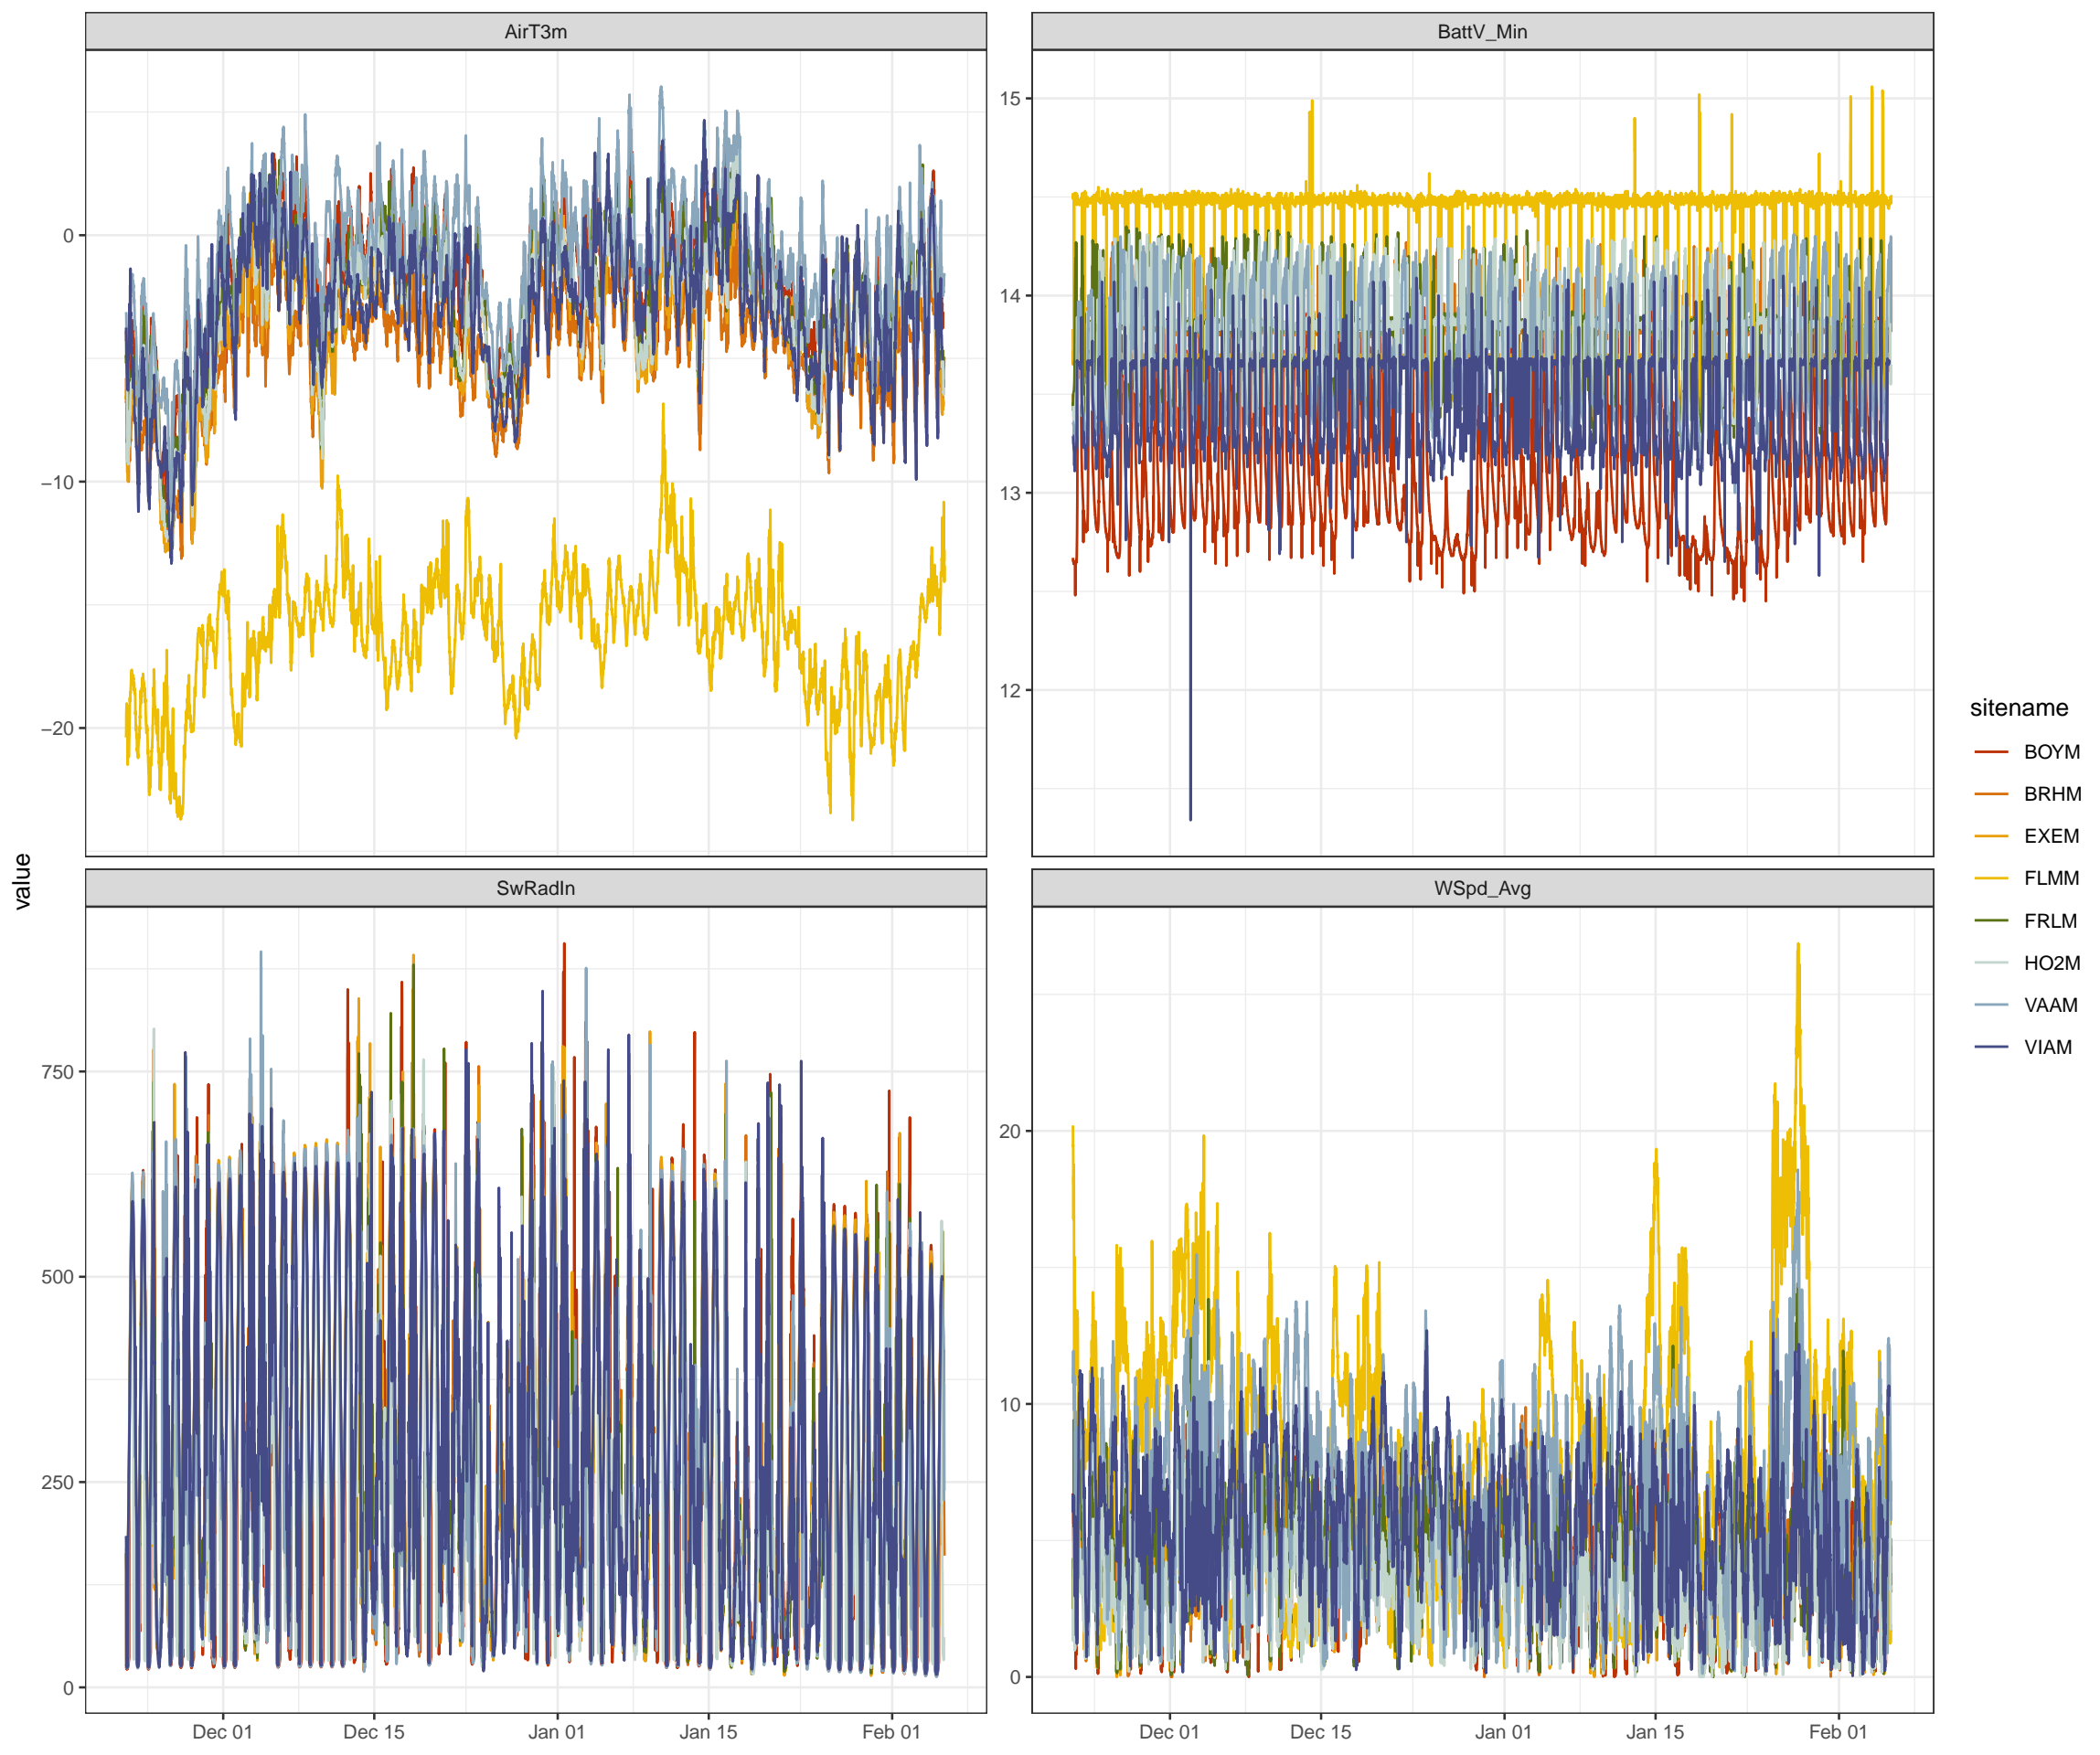 AirT3m
BattV_Min
0
−10
−20
15
14
13
12
value
SwRadIn
WSpd_Avg
750
500
250
0
20
10
0
Dec 01
Dec 15
Jan 01
Jan 15
Feb 01
Dec 01
Dec 15
Jan 01
Jan 15
Feb 01
sitename
BOYM
BRHM
EXEM
FLMM
FRLM
HO2M
VAAM
VIAM